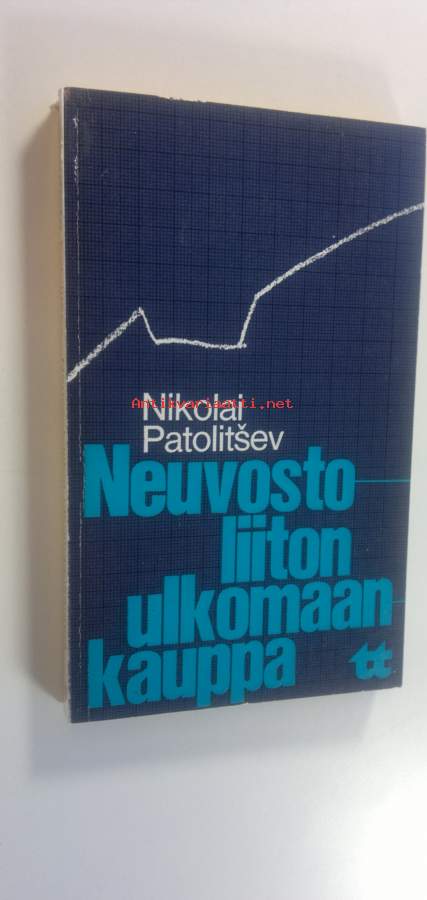 Nikolai
Antikvariaatti.net
Patolitšev
Neuvosto-
liiton
ulkomaan-
kauppa
tt